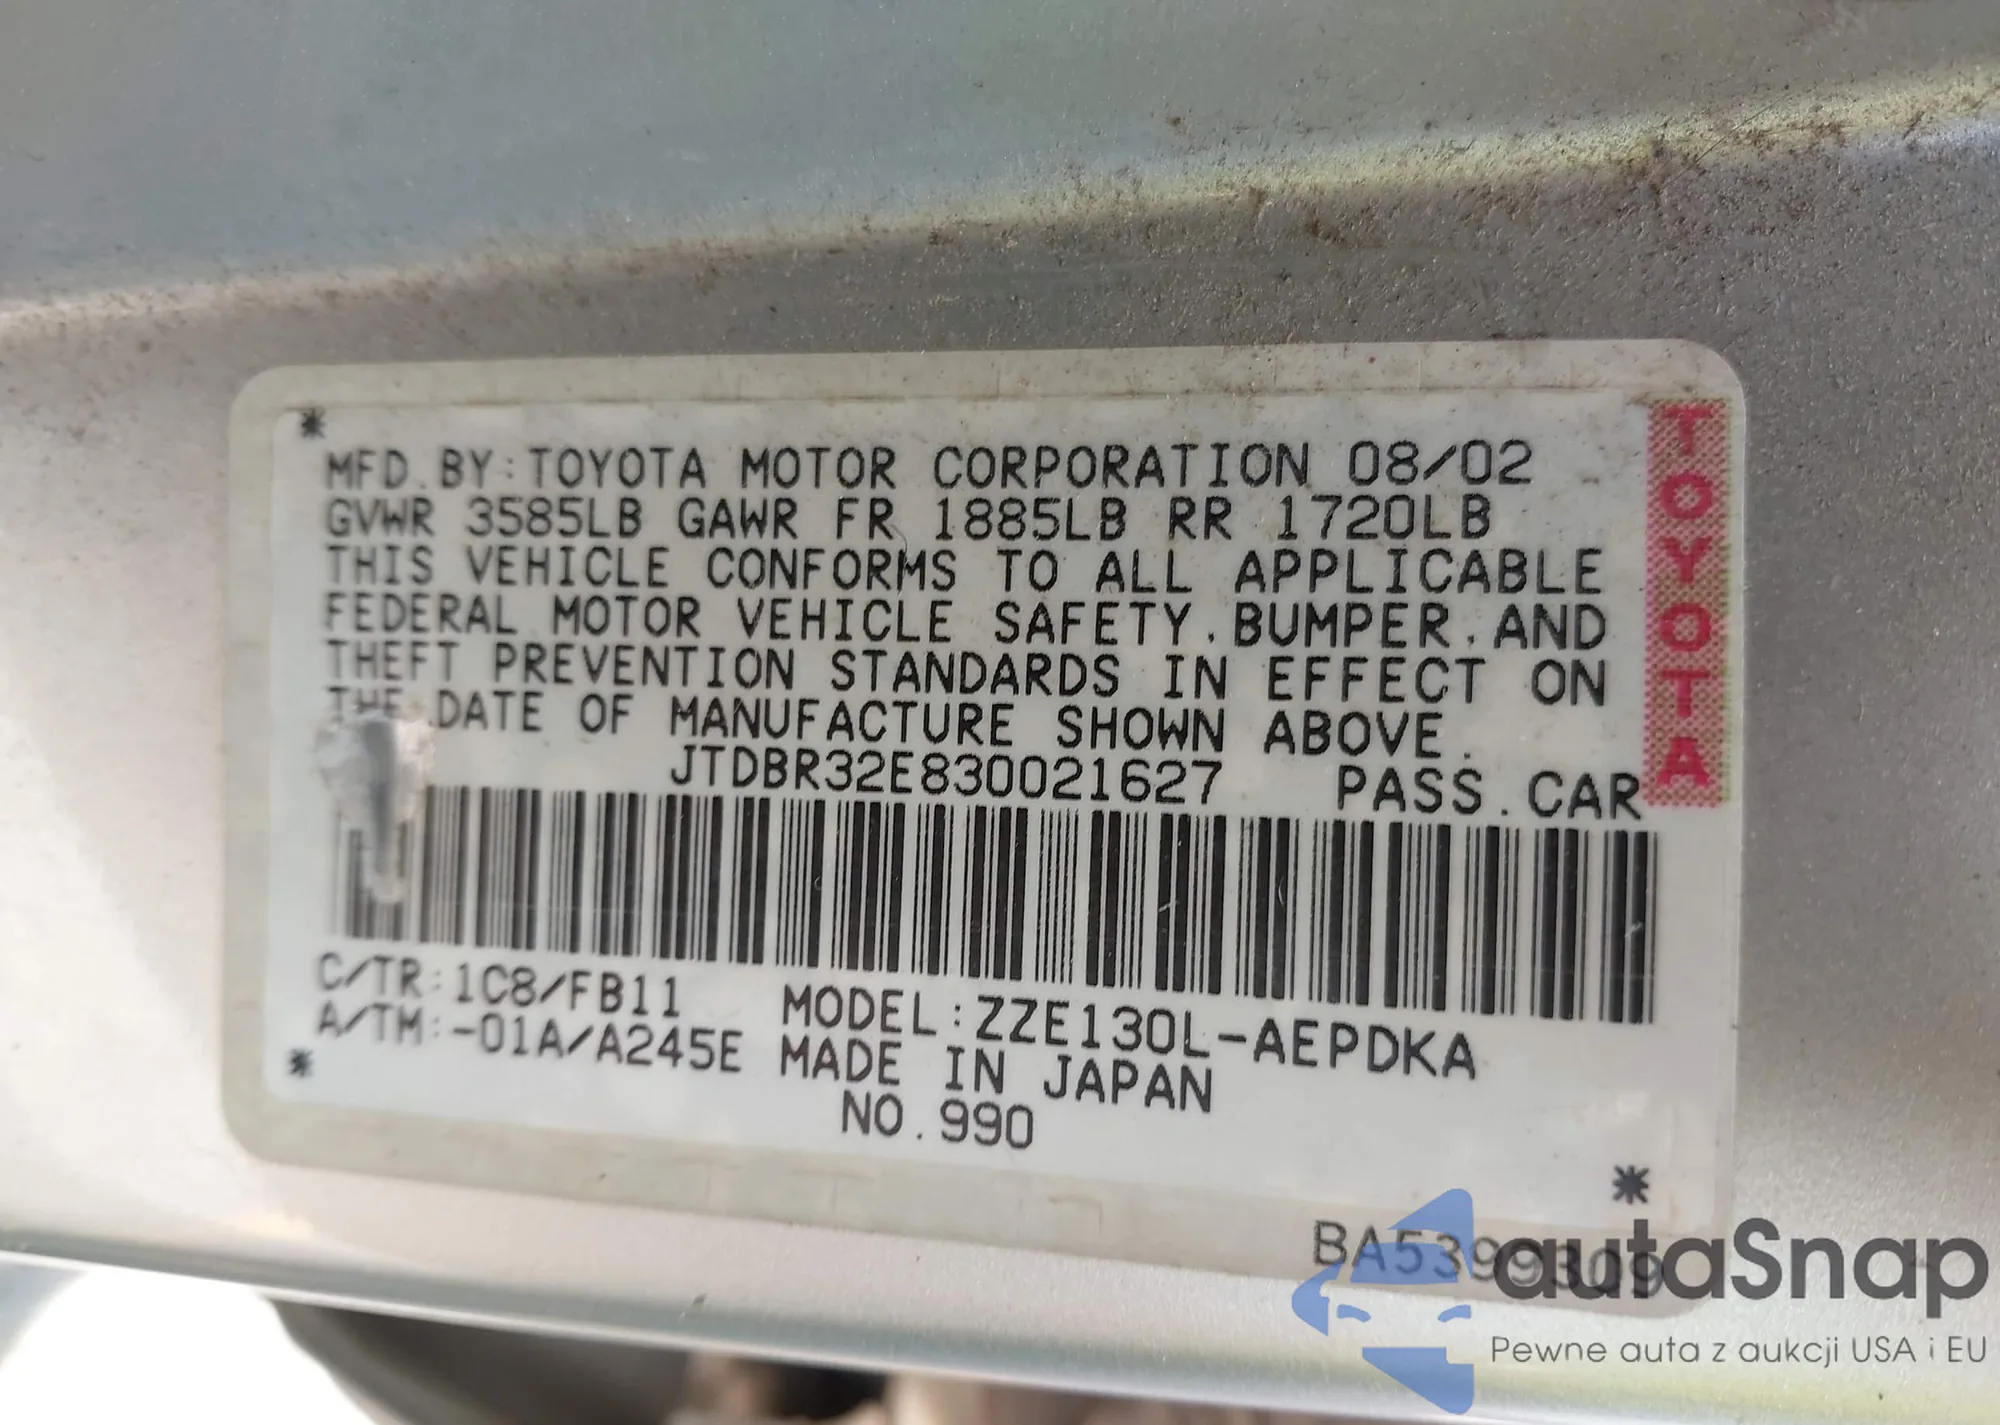 *
MFD. BY: TOYOTA MOTOR CORPORATION 08/02
GVWR 3585LB GAWR FR 1885LB RR 1720LB
THIS VEHICLE CONFORMS TO ALL APPLICABLE
FEDERAL MOTOR VEHICLE SAFETY. BUMPER. AND
THEFT PREVENTION STANDARDS IN EFFECT ON
THE DATE OF MANUFACTURE SHOWN ABOVE.
JTDBR32E830021627 PASS. CAR
TOYOTA
C/TR: 1C8/FB11 MODEL: ZZE130L-AEPDKA
A/TM: -01A/A245E MADE IN JAPAN
* NO. 990
*
BA5399309
autaSnap
Pewne auta z aukcji USA i EU